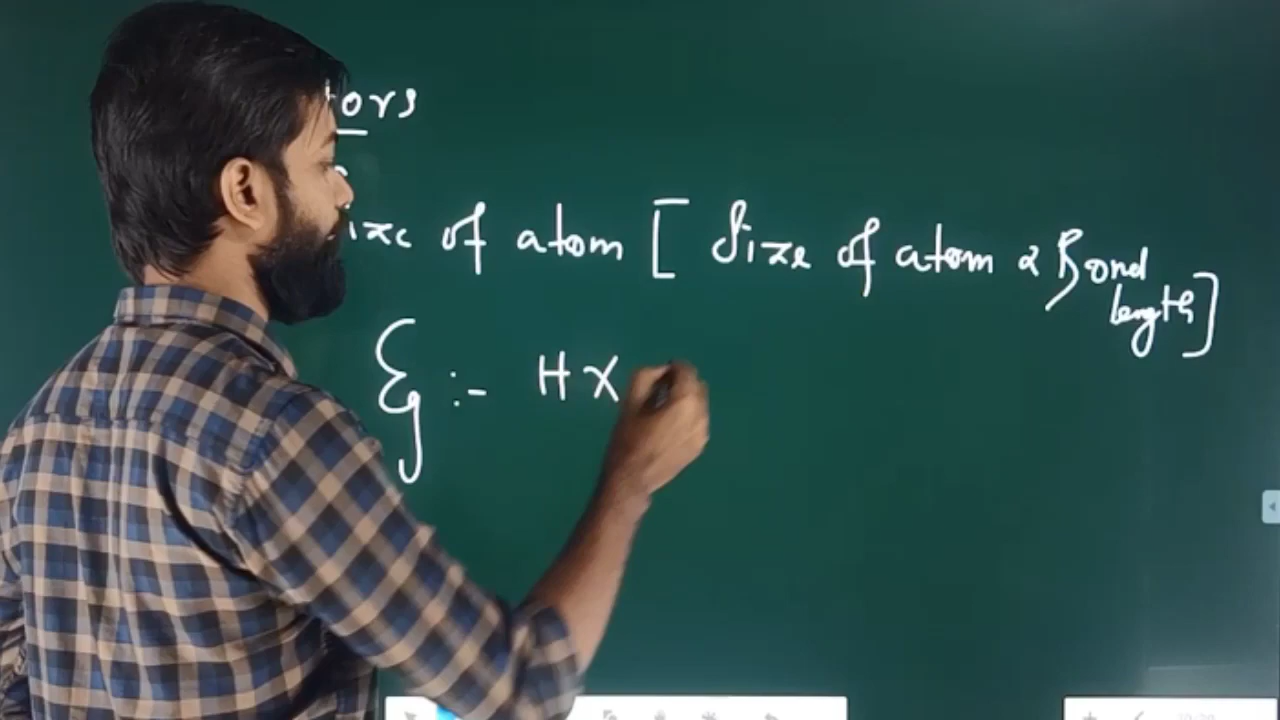 tors
ize of atom [ Size of atom α Bond length ]
Eg :- HX